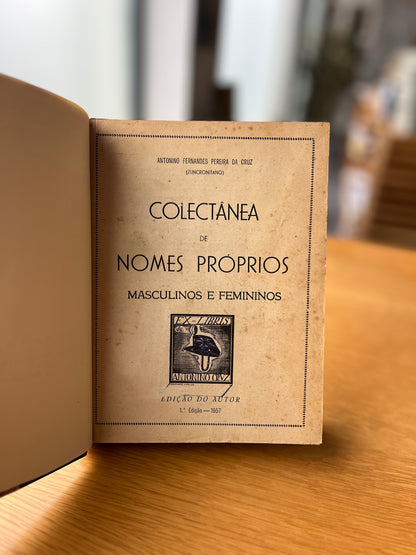 ANTONINO FERNANDES PEREIRA DA CRUZ
(JUNCRONITANO)
COLECTÂNEA
DE
NOMES PRÓPRIOS
MASCULINOS E FEMININOS
EX-LIBRIS
ANTONINO CRUZ
EDIÇÃO DO AUTOR
1.ª Edição — 1957